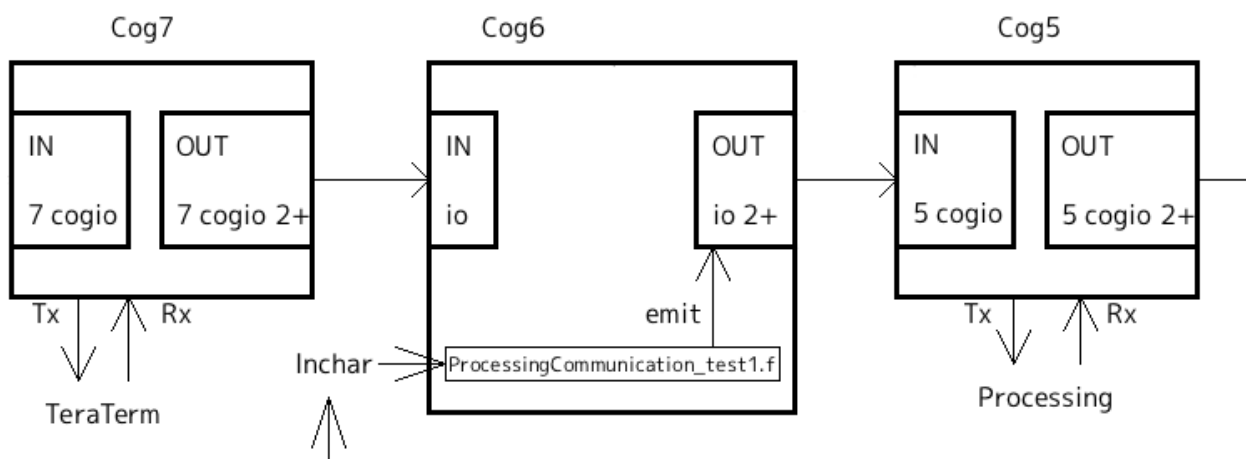 Cog7
Cog6
Cog5
IN
OUT
IN
OUT
IN
OUT
7 cogio
7 cogio 2+
io
io 2+
5 cogio
5 cogio 2+
Tx
Rx
emit
Tx
Rx
Inchar
ProcessingCommunication_test1.f
TeraTerm
Processing